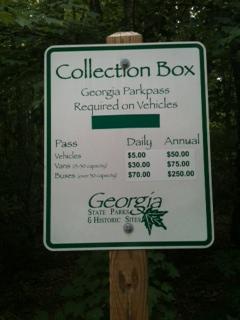 Collection Box
Georgia Parkpass
Required on Vehicles
Pass Daily Annual
Vehicles $5.00 $50.00
Vans (15-30 capacity) $30.00 $75.00
Buses (over 30 capacity) $70.00 $250.00
Georgia
STATE PARKS
& HISTORIC SITES